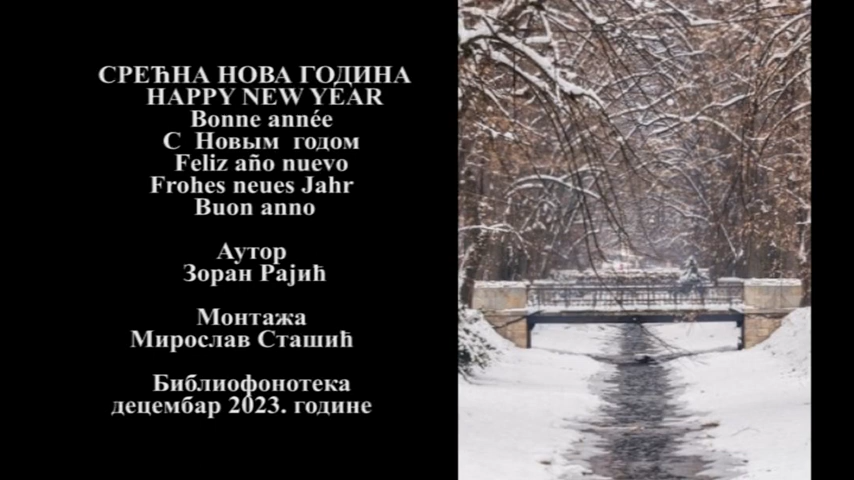 СРЕЋНА НОВА ГОДИНА
HAPPY NEW YEAR
Bonne année
С Новым годом
Feliz año nuevo
Frohes neues Jahr
Buon anno
Аутор
Зоран Рајић
Монтажа
Мирослав Сташић
Библиофонотека
децембар 2023. године